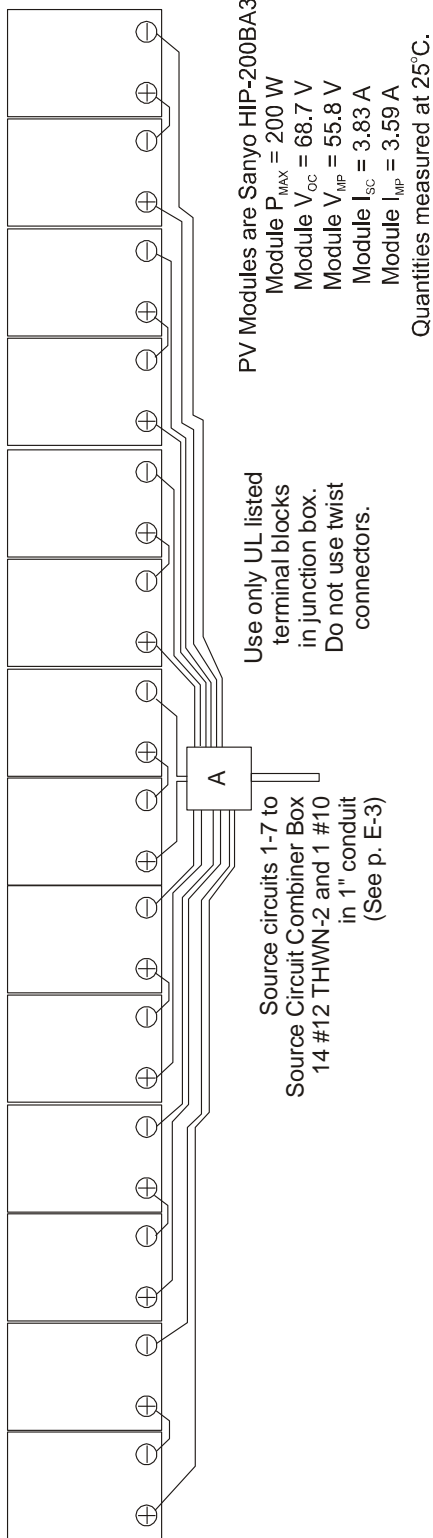 PV Modules are Sanyo HIP-200BA3
Module PMAX = 200 W
Module VOC = 68.7 V
Module VMP = 55.8 V
Module ISC = 3.83 A
Module IMP = 3.59 A
Quantities measured at 25°C.
Use only UL listed
terminal blocks
in junction box.
Do not use twist
connectors.
A
Source circuits 1-7 to
Source Circuit Combiner Box
14 #12 THWN-2 and 1 #10
in 1" conduit
(See p. E-3)